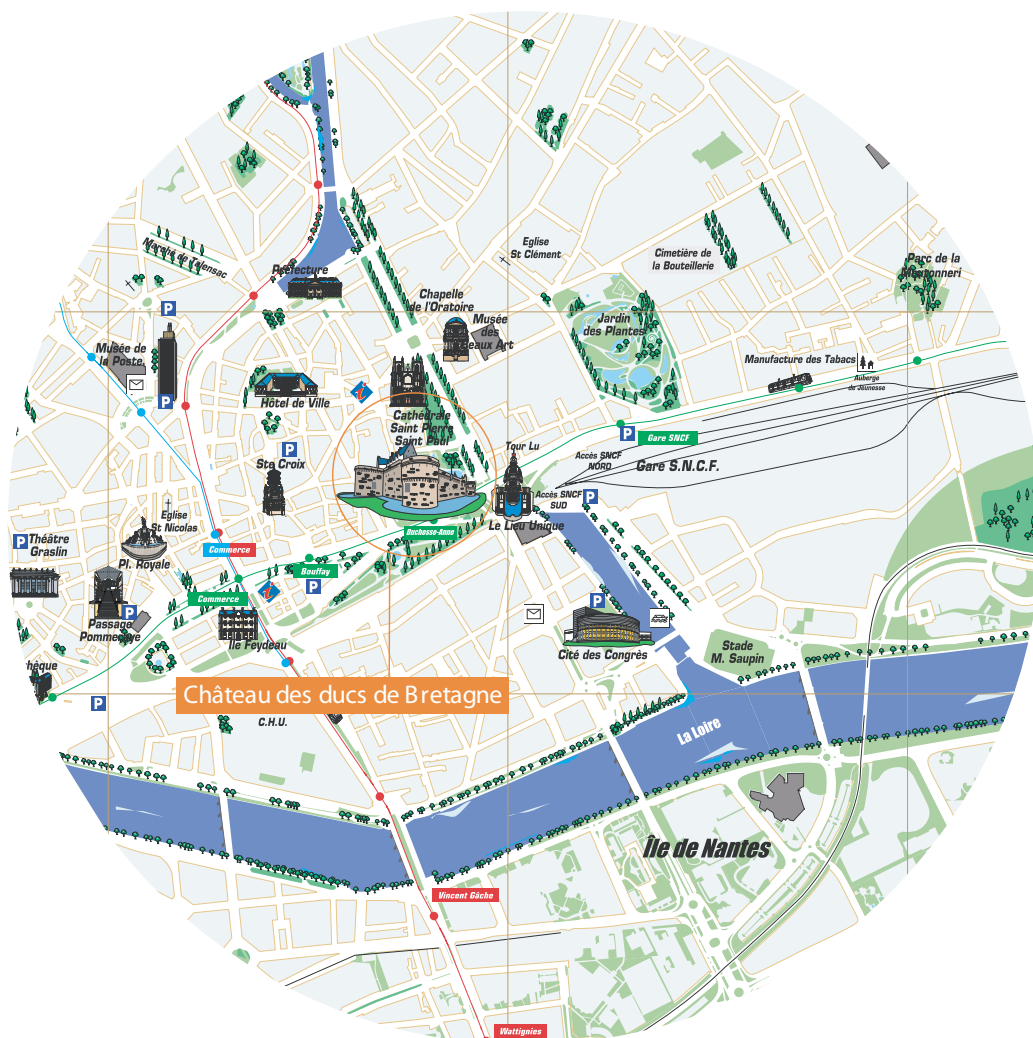 Marché de Talensac
Préfecture
Eglise
St Clément
Cimetière de
la Bouteillerie
Parc de la
Chapelle
de l'Oratoire
Musée
des
Beaux Art
Jardin
des Plantes
Musée de
la Poste
P
P
Hôtel de Ville
i
Manufacture des Tabacs
Auberge
de Jeunesse
Cathédrale
Saint Pierre
Saint Paul
P
Gare SNCF
P
Ste Croix
Tour Lu
Accès SNCF
NORD
Gare S.N.C.F.
Accès SNCF
SUD
P
Eglise
St Nicolas
Le Lieu Unique
Duchesse-Anne
P
Théâtre
Graslin
Commerce
Pl. Royale
Bouffay
P
i
Commerce
P
Passage
Pommeraye
Ile Feydeau
P
Cité des Congrès
Stade
M. Saupin
hèque
P
Château des ducs de Bretagne
C.H.U.
La Loire
Île de Nantes
Vincent Gâche
Wattignies